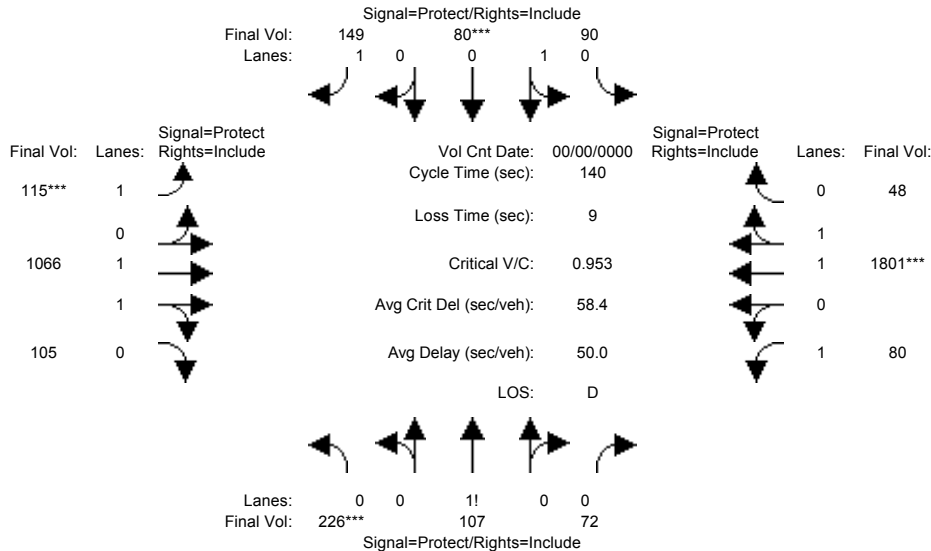 Signal=Protect/Rights=Include
Final Vol: 149 80*** 90
Lanes: 1 0 0 1 0
Signal=Protect Signal=Protect
Final Vol: Lanes: Rights=Include Vol Cnt Date: 00/00/0000 Rights=Include Lanes: Final Vol:
Cycle Time (sec): 140
115*** 1 0 48
Loss Time (sec): 9
0 1
1066 1 Critical V/C: 0.953 1 1801***
1 Avg Crit Del (sec/veh): 58.4 0
105 0 Avg Delay (sec/veh): 50.0 1 80
LOS: D
Lanes: 0 0 1! 0 0
Final Vol: 226*** 107 72
Signal=Protect/Rights=Include